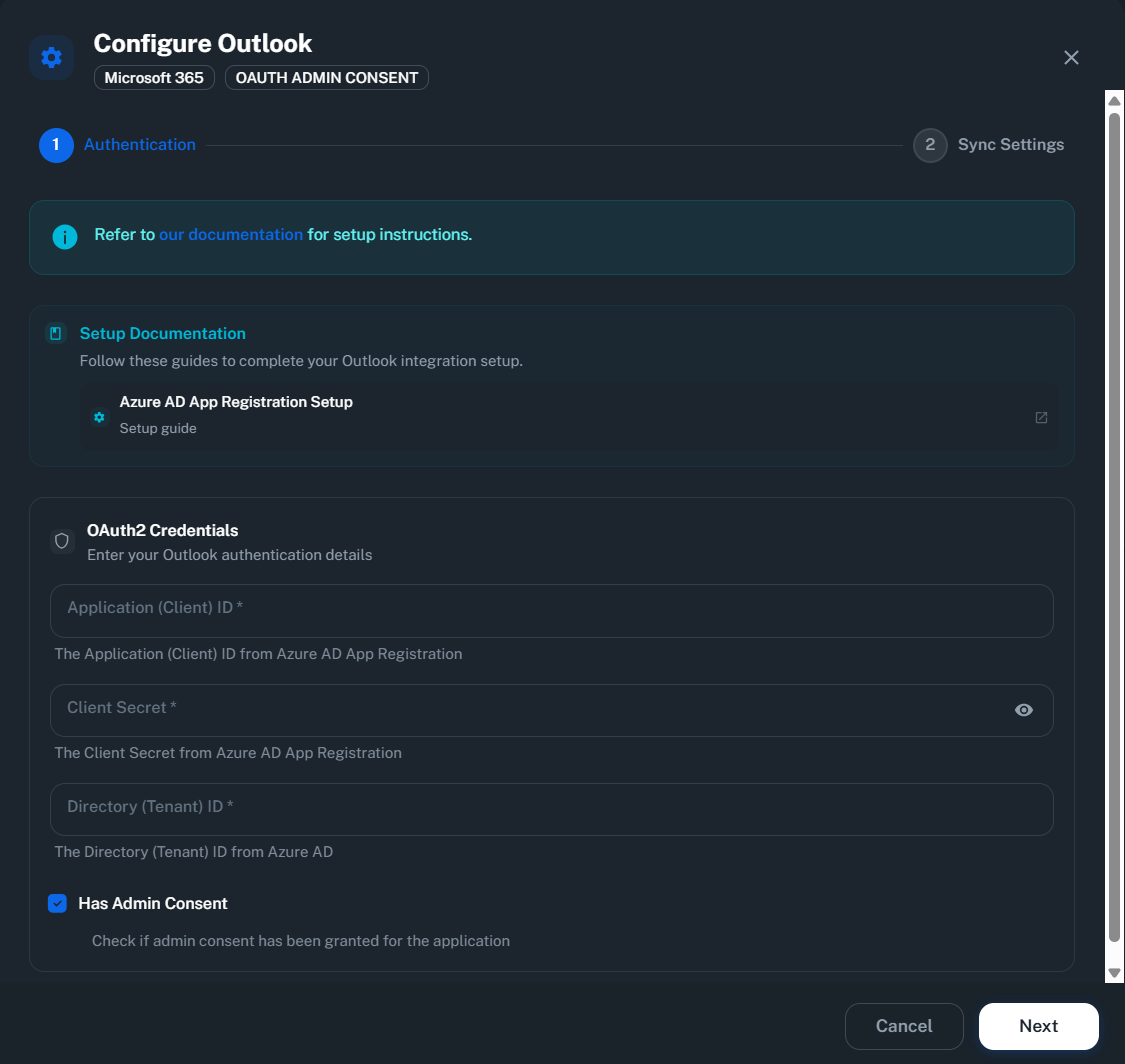 Configure Outlook
Microsoft 365 OAUTH ADMIN CONSENT
1 Authentication 2 Sync Settings
Refer to our documentation for setup instructions.
Setup Documentation
Follow these guides to complete your Outlook integration setup.
Azure AD App Registration Setup
Setup guide
OAuth2 Credentials
Enter your Outlook authentication details
Application (Client) ID *
The Application (Client) ID from Azure AD App Registration
Client Secret *
The Client Secret from Azure AD App Registration
Directory (Tenant) ID *
The Directory (Tenant) ID from Azure AD
Has Admin Consent
Check if admin consent has been granted for the application
Cancel Next